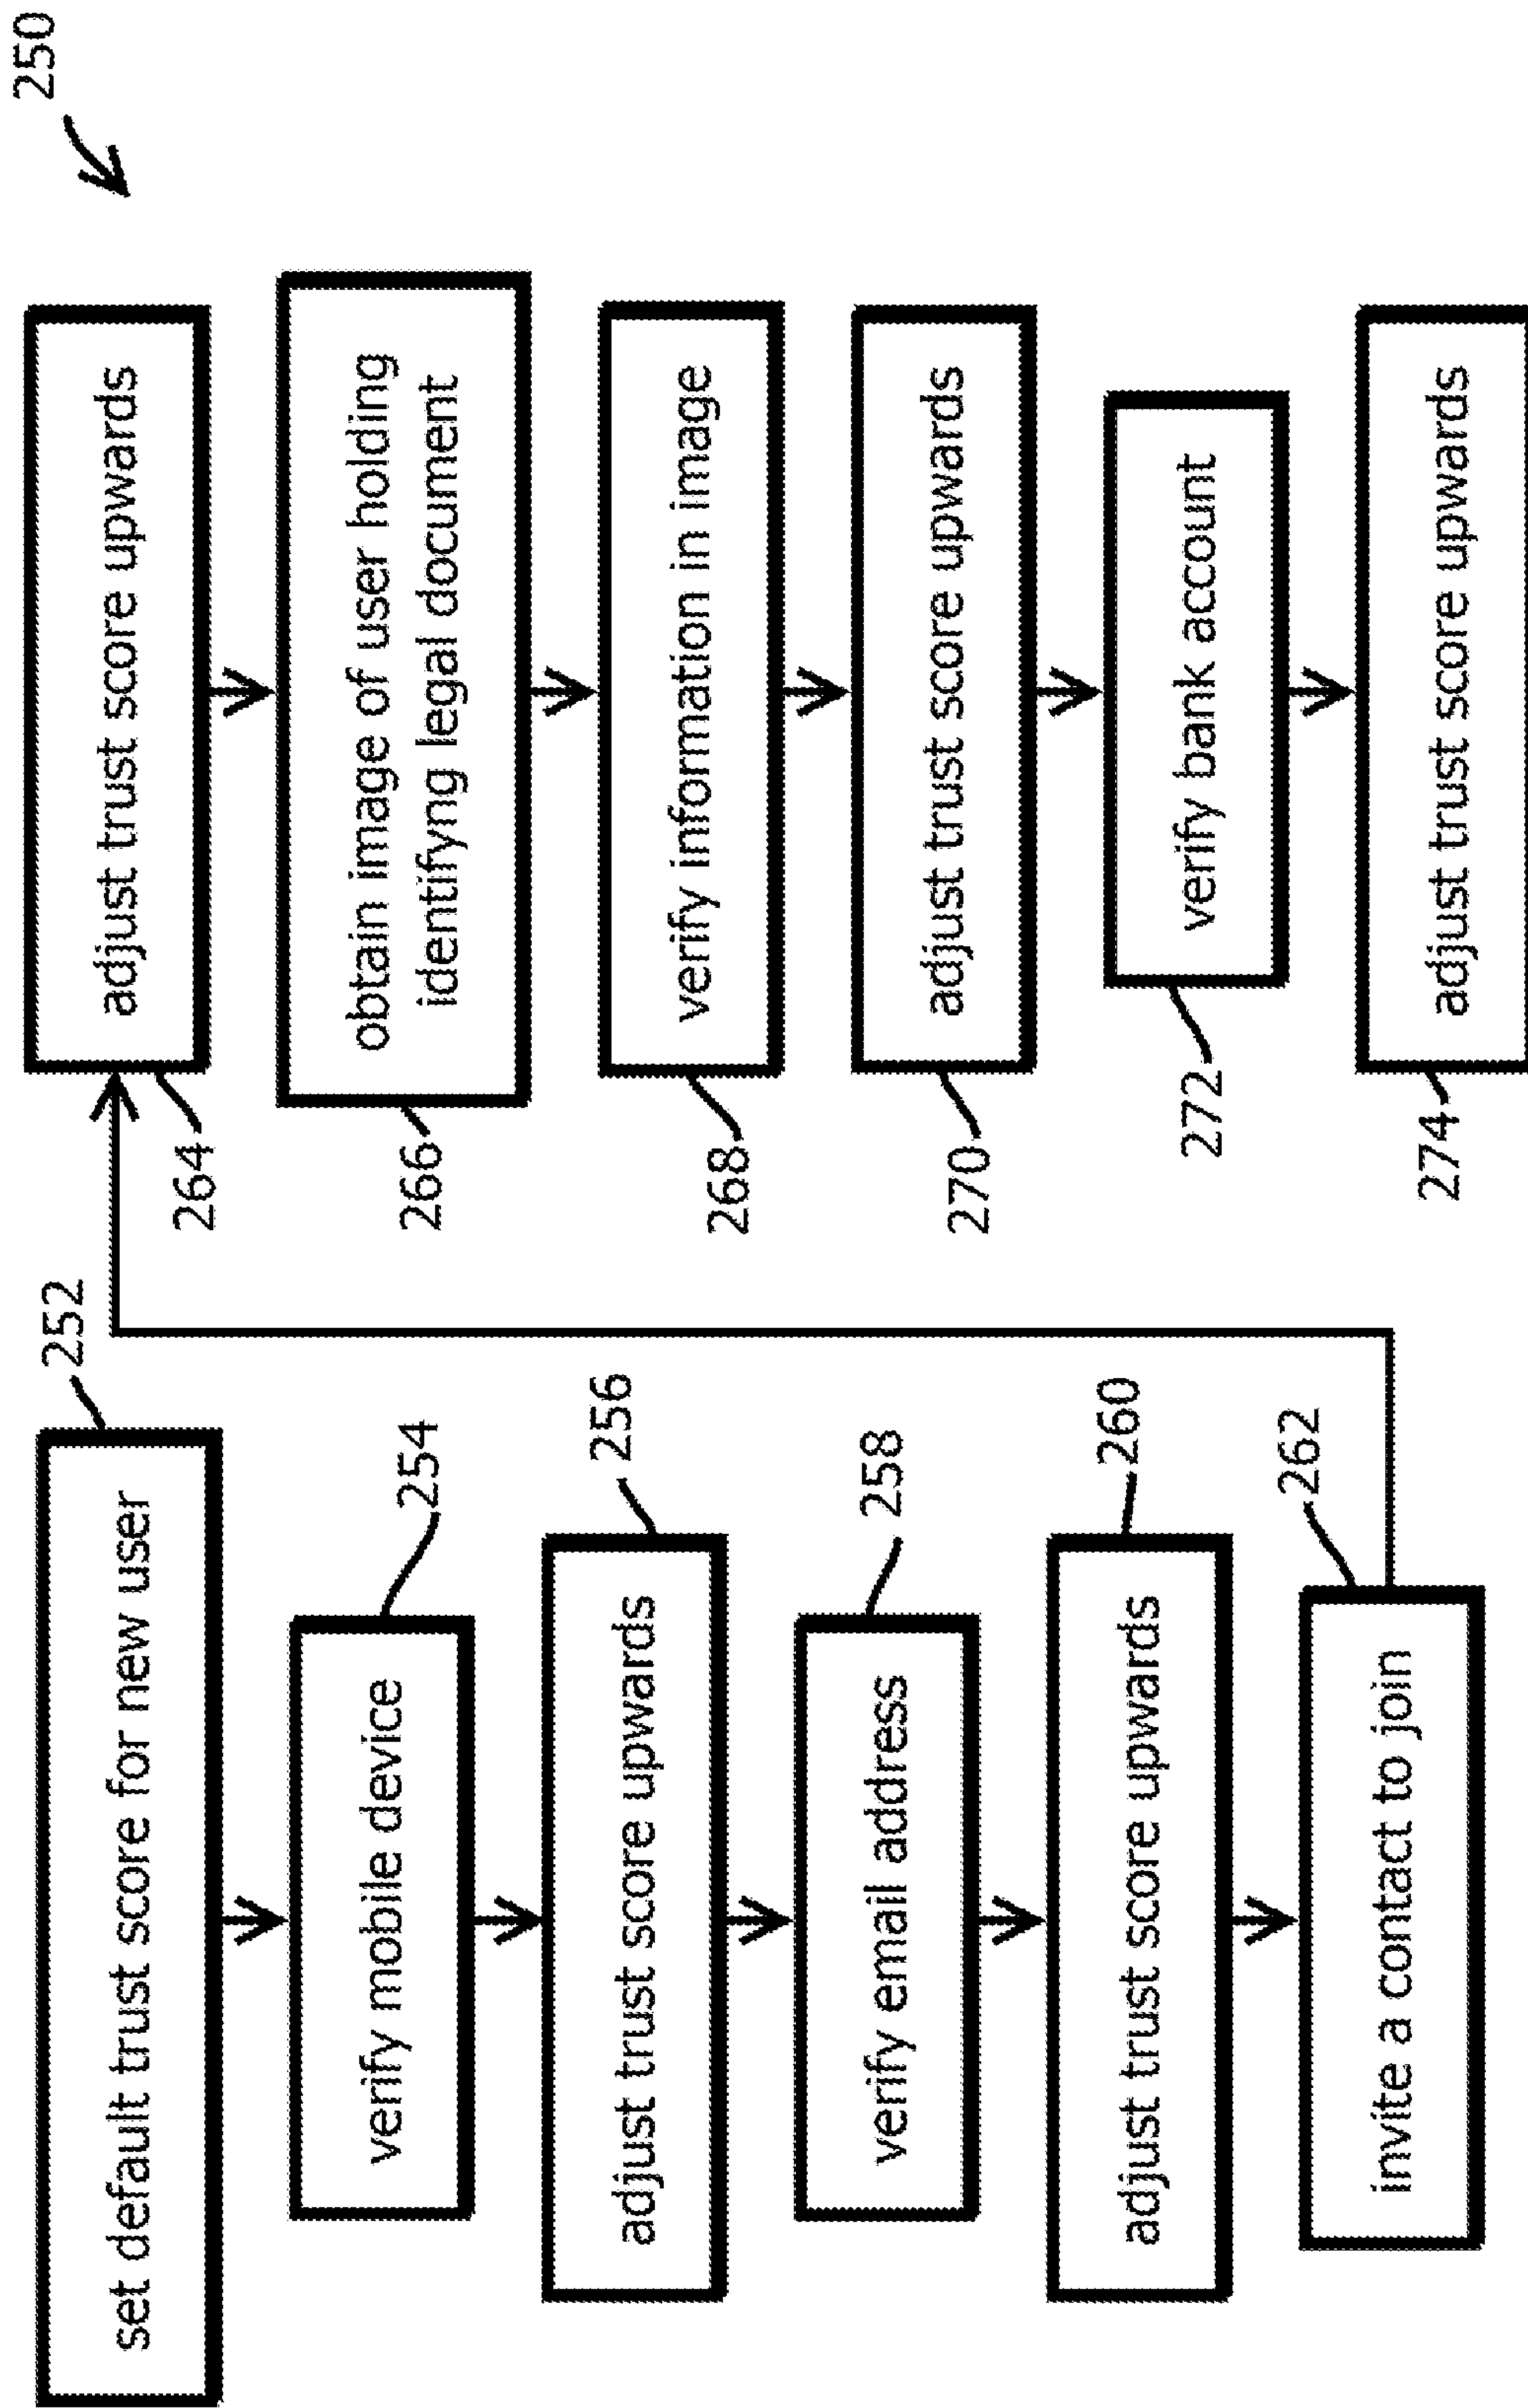 250
252
set default trust score for new user
254
verify mobile device
256
adjust trust score upwards
258
verify email address
260
adjust trust score upwards
262
invite a contact to join
264
adjust trust score upwards
266
obtain image of user holding
identifyng legal document
268
verify information in image
270
adjust trust score upwards
272
verify bank account
274
adjust trust score upwards